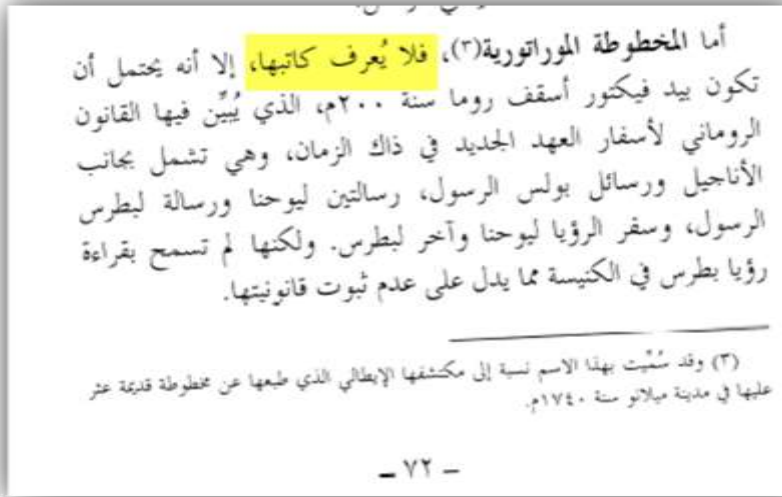 أما المخطوطة الموراتورية(٣)، فلا يُعرف كاتبها، إلا أنه يحتمل أن
تكون بيد فيكتور أسقف روما سنة ٢٠٠م، الذي يُبيِّن فيها القانون
الروماني لأسفار العهد الجديد في ذاك الزمان، وهي تشمل بجانب
الأناجيل ورسائل بولس الرسول، رسالتين ليوحنا ورسالة لبطرس
الرسول، وسفر الرؤيا ليوحنا وآخر لبطرس. ولكنها لم تسمح بقراءة
رؤيا بطرس في الكنيسة مما يدل على عدم ثبوت قانونيتها.
(٣) وقد سُمِّيت بهذا الاسم نسبة إلى مكتشفها الإيطالي الذي طبعها عن مخطوطة قديمة عثر
عليها في مدينة ميلانو سنة ١٧٤٠م.
– ٧٢ –